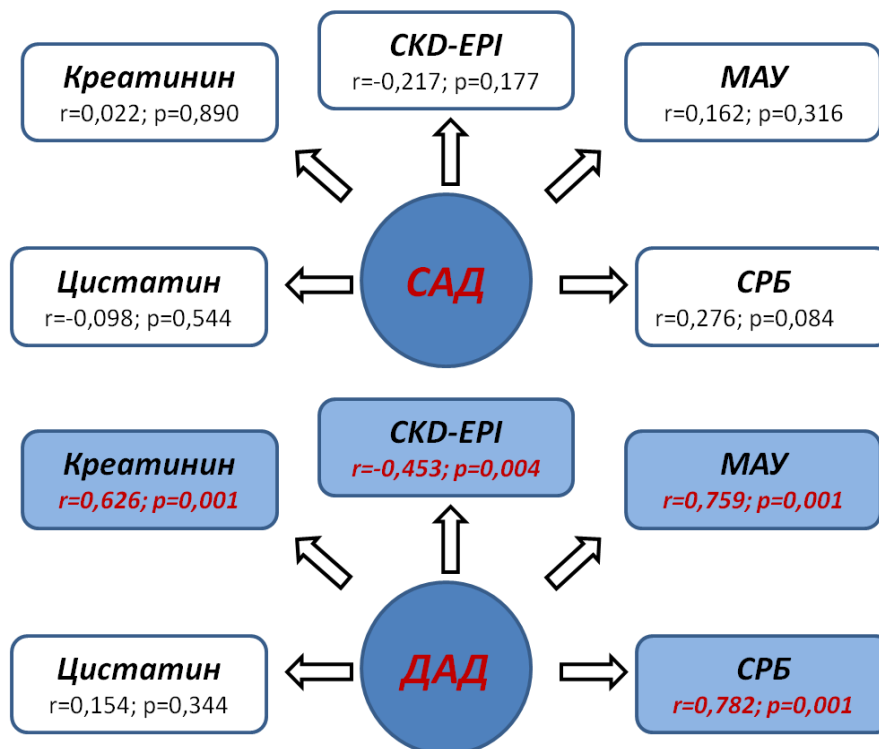 CKD-EPI
r=-0,217; p=0,177
Креатинин
r=0,022; p=0,890
МАУ
r=0,162; p=0,316
САД
Цистатин
r=-0,098; p=0,544
СРБ
r=0,276; p=0,084
CKD-EPI
r=-0,453; p=0,004
Креатинин
r=0,626; p=0,001
МАУ
r=0,759; p=0,001
ДАД
Цистатин
r=0,154; p=0,344
СРБ
r=0,782; p=0,001